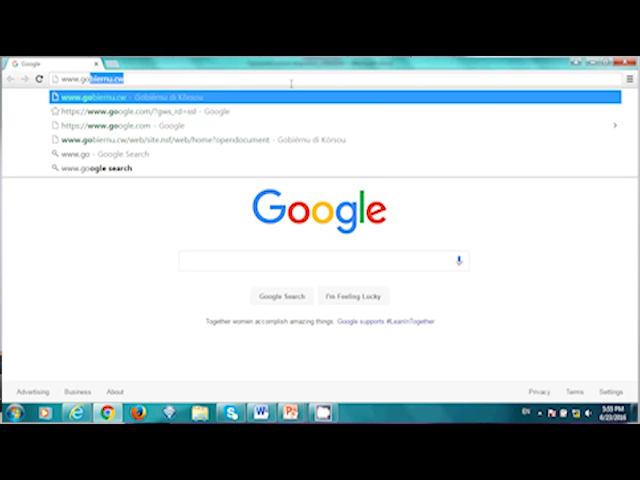 Google
www.gobiernu.cw
www.gobiernu.cw - Gobièrnu di Kòrsou
https://www.google.com/?gws_rd=ssl - Google
https://www.google.com - Google
www.gobiernu.cw/web/site.nsf/web/home?opendocument - Gobièrnu di Kòrsou
www.go - Google Search
www.google search
Google
Google Search I'm Feeling Lucky
Together women accomplish amazing things. Google supports #LeanInTogether
Advertising Business About Privacy Terms Settings
EN 5:55 PM
6/23/2016